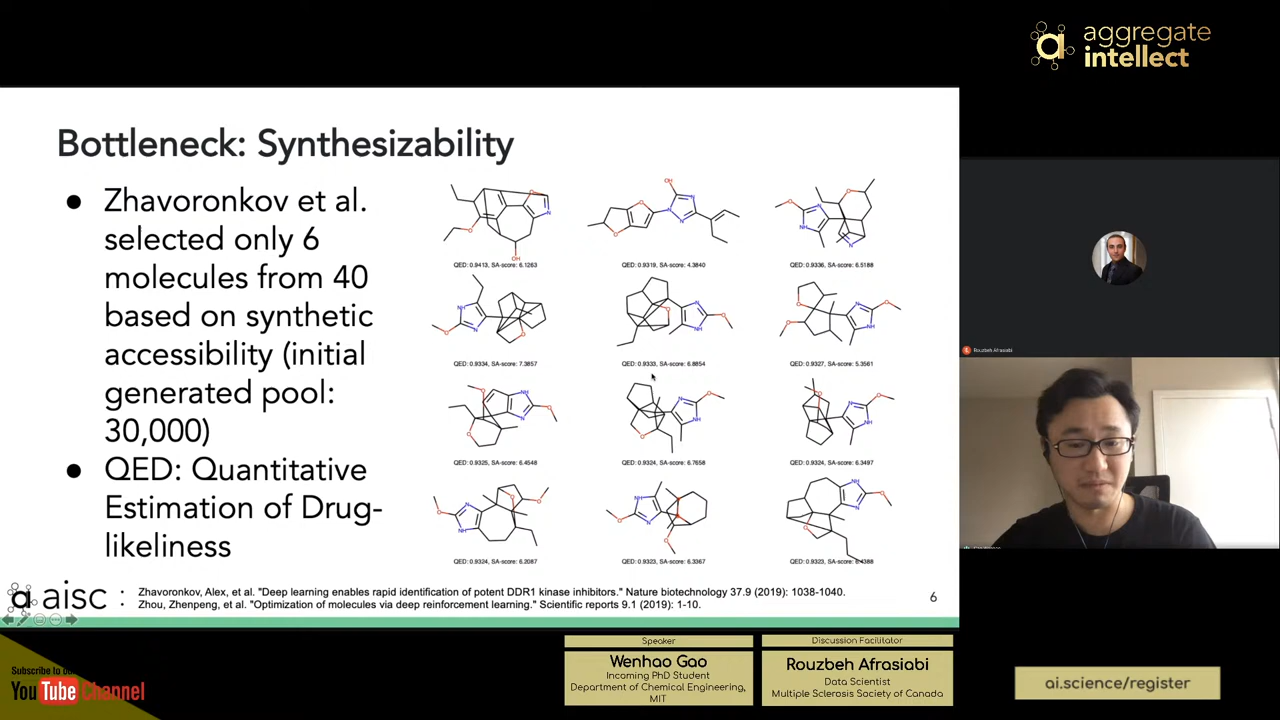 aggregate
intellect
Bottleneck: Synthesizability
● Zhavoronkov et al.
selected only 6
molecules from 40
based on synthetic
accessibility (initial
generated pool:
30,000)
● QED: Quantitative
Estimation of Drug-
likeliness
OH
QED: 0.9413, SA-score: 6.1263
QED: 0.9319, SA-score: 4.3840
QED: 0.9336, SA-score: 6.5188
QED: 0.9334, SA-score: 7.3857
QED: 0.9333, SA-score: 6.8854
QED: 0.9327, SA-score: 5.3561
QED: 0.9325, SA-score: 6.4548
QED: 0.9324, SA-score: 6.7658
QED: 0.9324, SA-score: 6.3497
QED: 0.9324, SA-score: 6.2087
QED: 0.9323, SA-score: 6.3367
QED: 0.9323, SA-score: 6.4388
a aisc :
Zhavoronkov, Alex, et al. "Deep learning enables rapid identification of potent DDR1 kinase inhibitors." Nature biotechnology 37.9 (2019): 1038-1040.
Zhou, Zhenpeng, et al. "Optimization of molecules via deep reinforcement learning." Scientific reports 9.1 (2019): 1-10.
6
Rouzbeh Afrasiabi
Subscribe to
YouTube Channel
Speaker
Wenhao Gao
Incoming PhD Student
Department of Chemical Engineering,
MIT
Discussion Facilitator
Rouzbeh Afrasiabi
Data Scientist
Multiple Sclerosis Society of Canada
ai.science/register